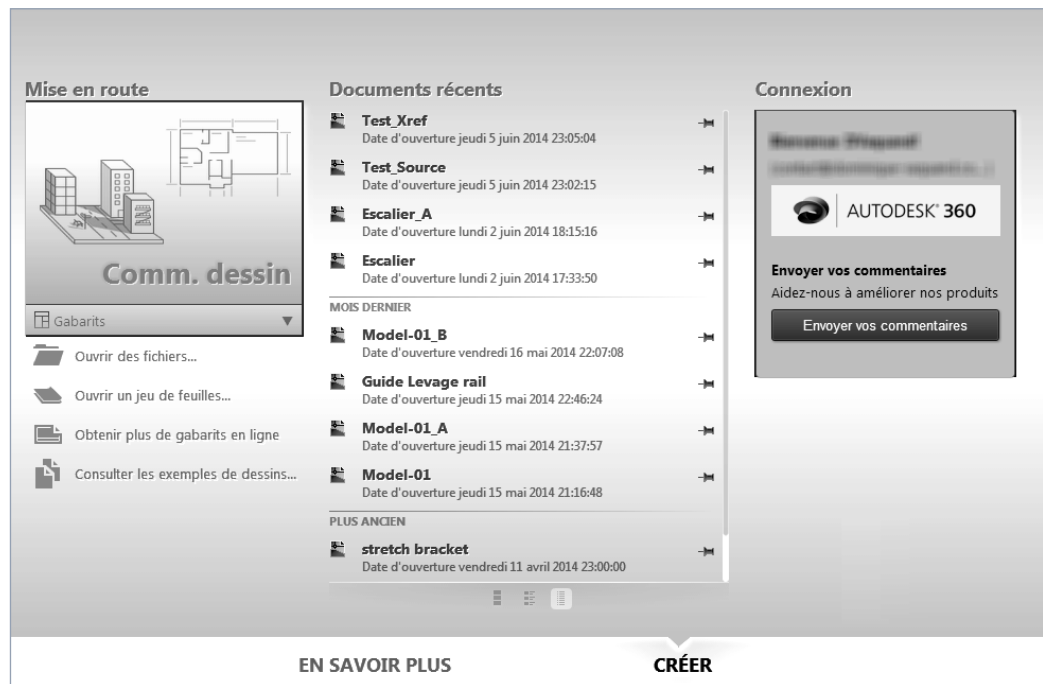 Mise en route
Comm. dessin
Gabarits
Ouvrir des fichiers...
Ouvrir un jeu de feuilles...
Obtenir plus de gabarits en ligne
Consulter les exemples de dessins...
Documents récents
Test_Xref
Date d'ouverture jeudi 5 juin 2014 23:05:04
Test_Source
Date d'ouverture jeudi 5 juin 2014 23:02:15
Escalier_A
Date d'ouverture lundi 2 juin 2014 18:15:16
Escalier
Date d'ouverture lundi 2 juin 2014 17:33:50
MOIS DERNIER
Model-01_B
Date d'ouverture vendredi 16 mai 2014 22:07:08
Guide Levage rail
Date d'ouverture jeudi 15 mai 2014 22:46:24
Model-01_A
Date d'ouverture jeudi 15 mai 2014 21:37:57
Model-01
Date d'ouverture jeudi 15 mai 2014 21:16:48
PLUS ANCIEN
stretch bracket
Date d'ouverture vendredi 11 avril 2014 23:00:00
Connexion
AUTODESK® 360
Envoyer vos commentaires
Aidez-nous à améliorer nos produits
Envoyer vos commentaires
EN SAVOIR PLUS
CRÉER